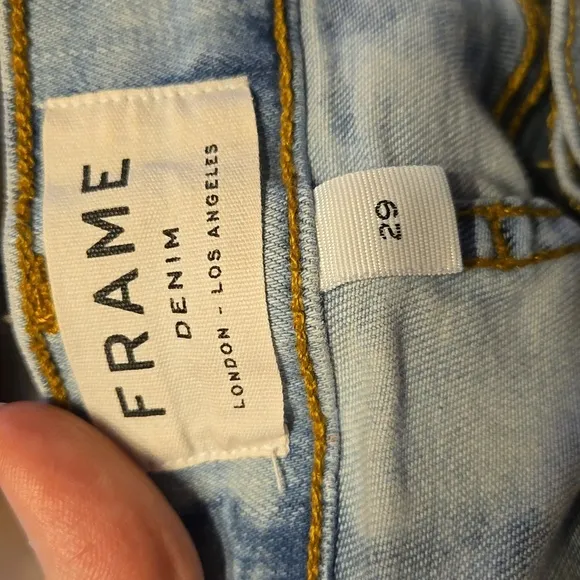 FRAME
DENIM
LONDON - LOS ANGELES
29